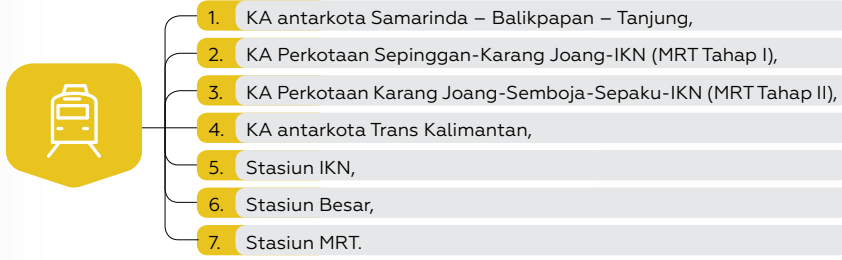 1. KA antarkota Samarinda – Balikpapan – Tanjung,
2. KA Perkotaan Sepinggan-Karang Joang-IKN (MRT Tahap I),
3. KA Perkotaan Karang Joang-Semboja-Sepaku-IKN (MRT Tahap II),
4. KA antarkota Trans Kalimantan,
5. Stasiun IKN,
6. Stasiun Besar,
7. Stasiun MRT.